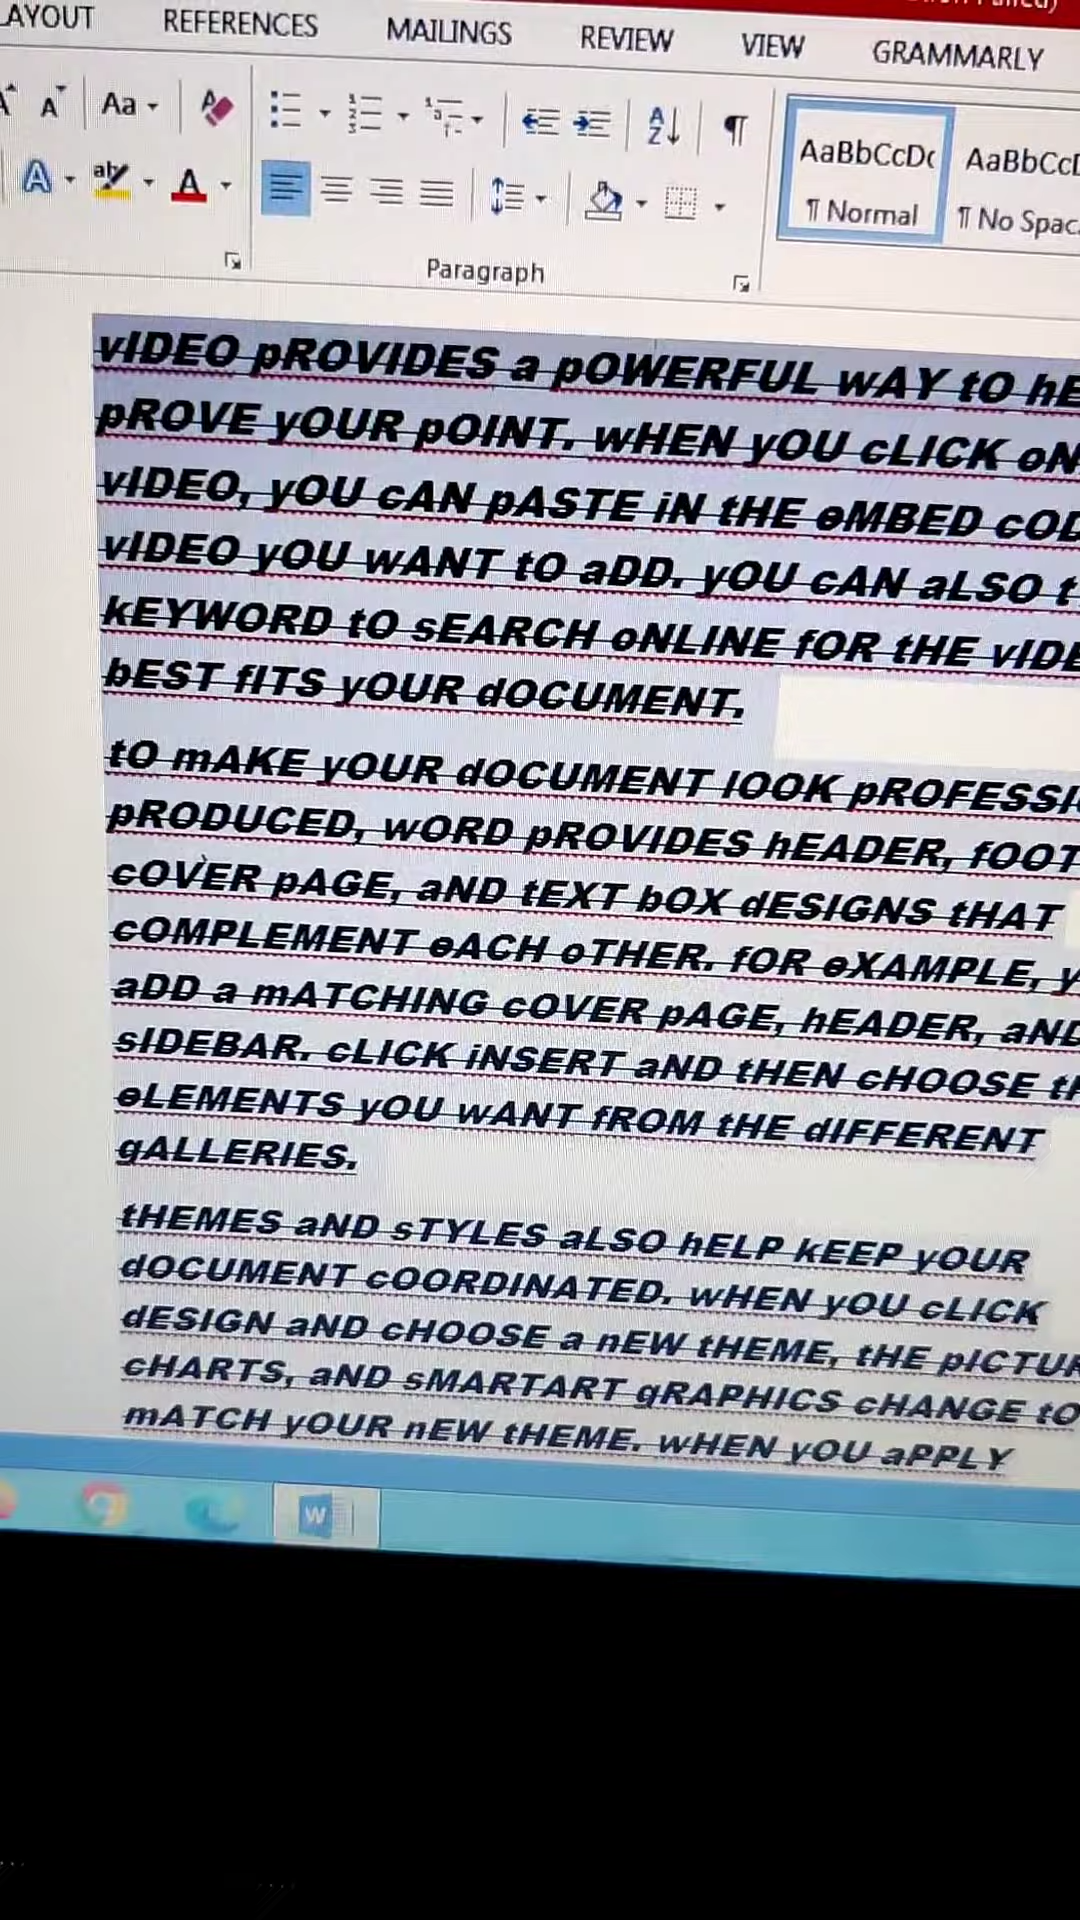 REFERENCES MAILINGS REVIEW VIEW GRAMMARLY
Aa
AaBbCcDc
¶ Normal ¶ No Spac
Paragraph
vIDEO pROVIDES a pOWERFUL wAY tO hE
pROVE yOUR pOINT. wHEN yOU cLICK oN
vIDEO, yOU cAN pASTE iN tHE eMBED cOD
vIDEO yOU wANT tO aDD. yOU cAN aLSO t
kEYWORD tO sEARCH oNLINE fOR tHE vIDE
bEST fITS yOUR dOCUMENT.
tO mAKE yOUR dOCUMENT lOOK pROFESSI
pRODUCED, wORD pROVIDES hEADER, fOOT
cOVER pAGE, aND tEXT bOX dESIGNS tHAT
cOMPLEMENT eACH oTHER. fOR eXAMPLE, y
aDD a mATCHING cOVER pAGE, hEADER, aND
sIDEBAR. cLICK iNSERT aND tHEN cHOOSE tH
eLEMENTS yOU wANT fROM tHE dIFFERENT
gALLERIES.
tHEMES aND sTYLES aLSO hELP kEEP yOUR
dOCUMENT cOORDINATED. wHEN yOU cLICK
dESIGN aND cHOOSE a nEW tHEME, tHE pICTUR
cHARTS, aND sMARTART gRAPHICS cHANGE tO
mATCH yOUR nEW tHEME. wHEN yOU aPPLY